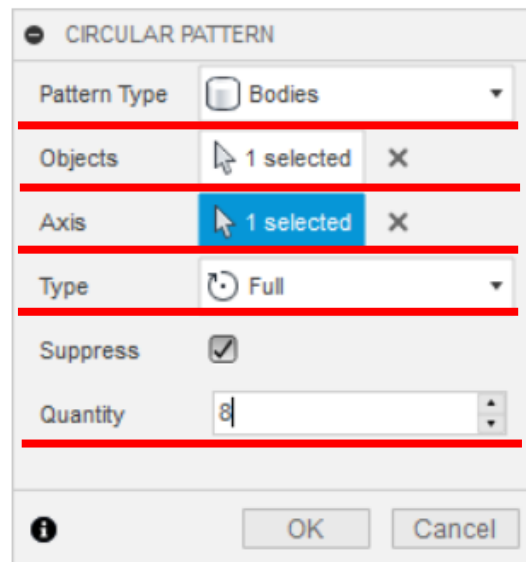 CIRCULAR PATTERN
Pattern Type Bodies
Objects 1 selected
Axis 1 selected
Type Full
Suppress
Quantity 8
OK Cancel